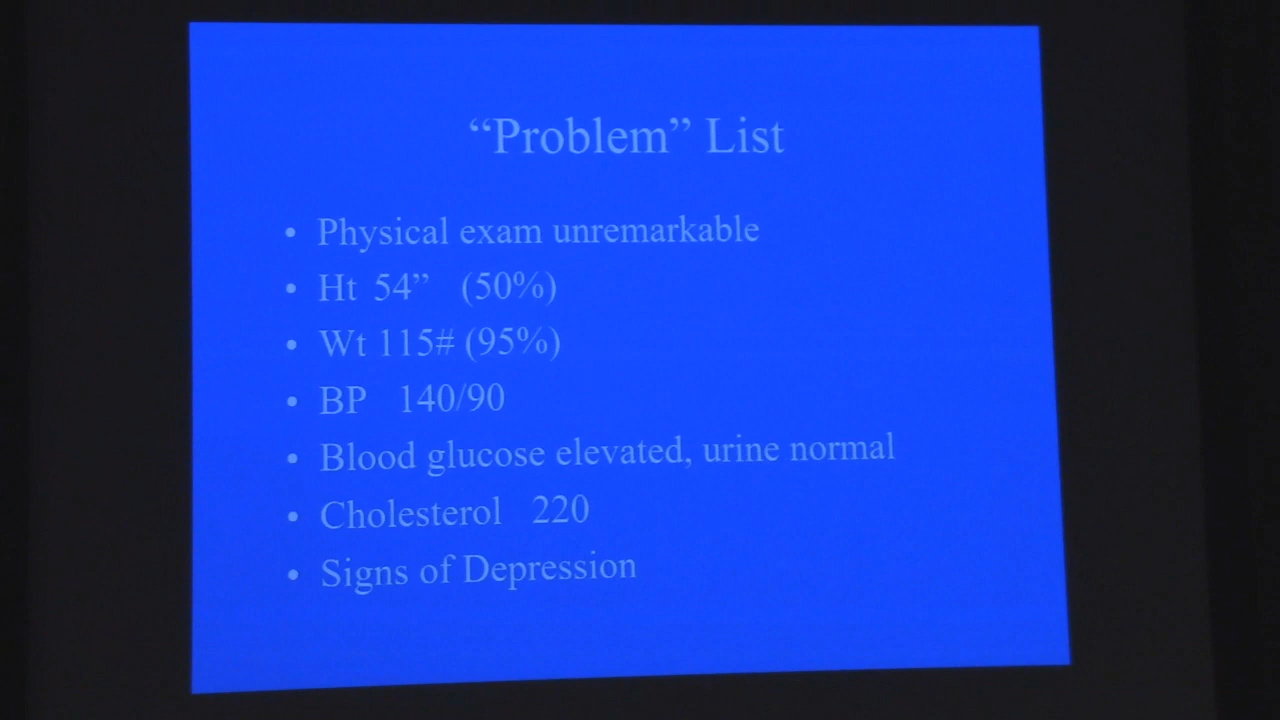 “Problem” List
• Physical exam unremarkable
• Ht 54” (50%)
• Wt 115# (95%)
• BP 140/90
• Blood glucose elevated, urine normal
• Cholesterol 220
• Signs of Depression